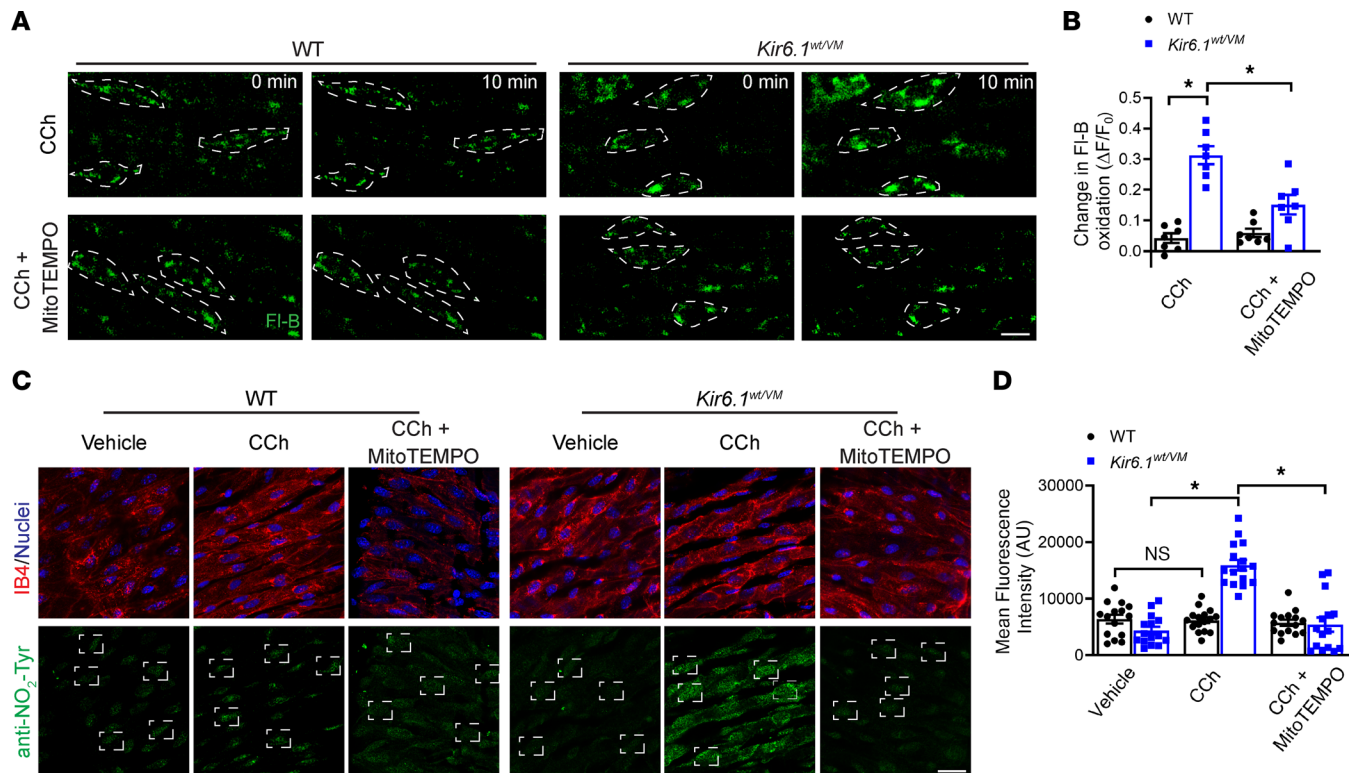 A
WT
Kir6.1wt/VM
0 min
10 min
0 min
10 min
CCh
CCh +
MitoTEMPO
Fl-B
B
WT
Kir6.1wt/VM
*
*
Change in Fl-B
oxidation (ΔF/F0)
0.5
0.4
0.3
0.2
0.1
0.0
CCh
CCh +
MitoTEMPO
C
WT
Kir6.1wt/VM
Vehicle
CCh
CCh +
MitoTEMPO
Vehicle
CCh
CCh +
MitoTEMPO
IB4/Nuclei
anti-NO2-Tyr
D
WT
Kir6.1wt/VM
*
*
NS
Mean Fluorescence
Intensity (AU)
30000
20000
10000
0
Vehicle
CCh
CCh +
MitoTEMPO